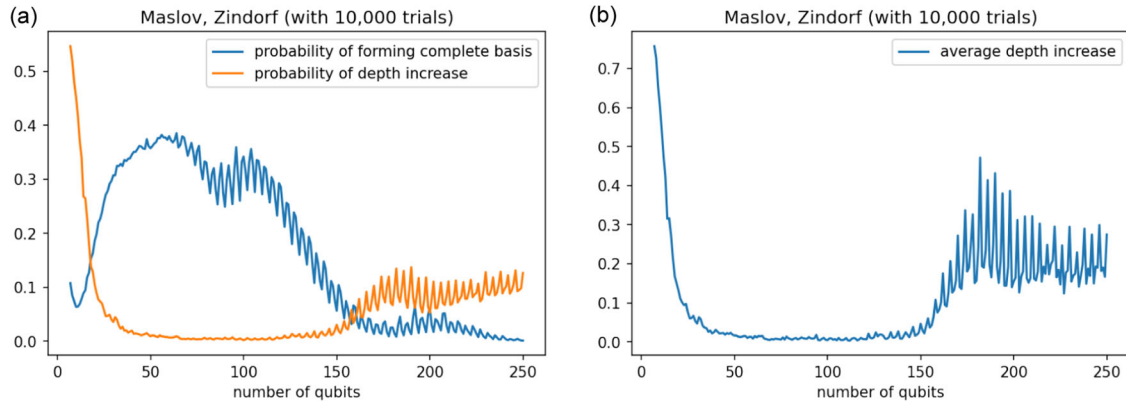 (a)
Maslov, Zindorf (with 10,000 trials)
probability of forming complete basis
probability of depth increase
0.5
0.4
0.3
0.2
0.1
0.0
0 50 100 150 200 250
number of qubits
(b)
Maslov, Zindorf (with 10,000 trials)
average depth increase
0.7
0.6
0.5
0.4
0.3
0.2
0.1
0.0
0 50 100 150 200 250
number of qubits